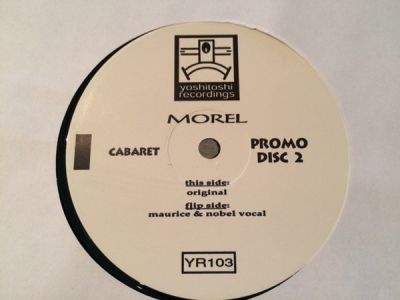 yoshitoshi
recordings
MOREL
CABARET
PROMO
DISC 2
this side:
original
flip side:
maurice & nobel vocal
YR103